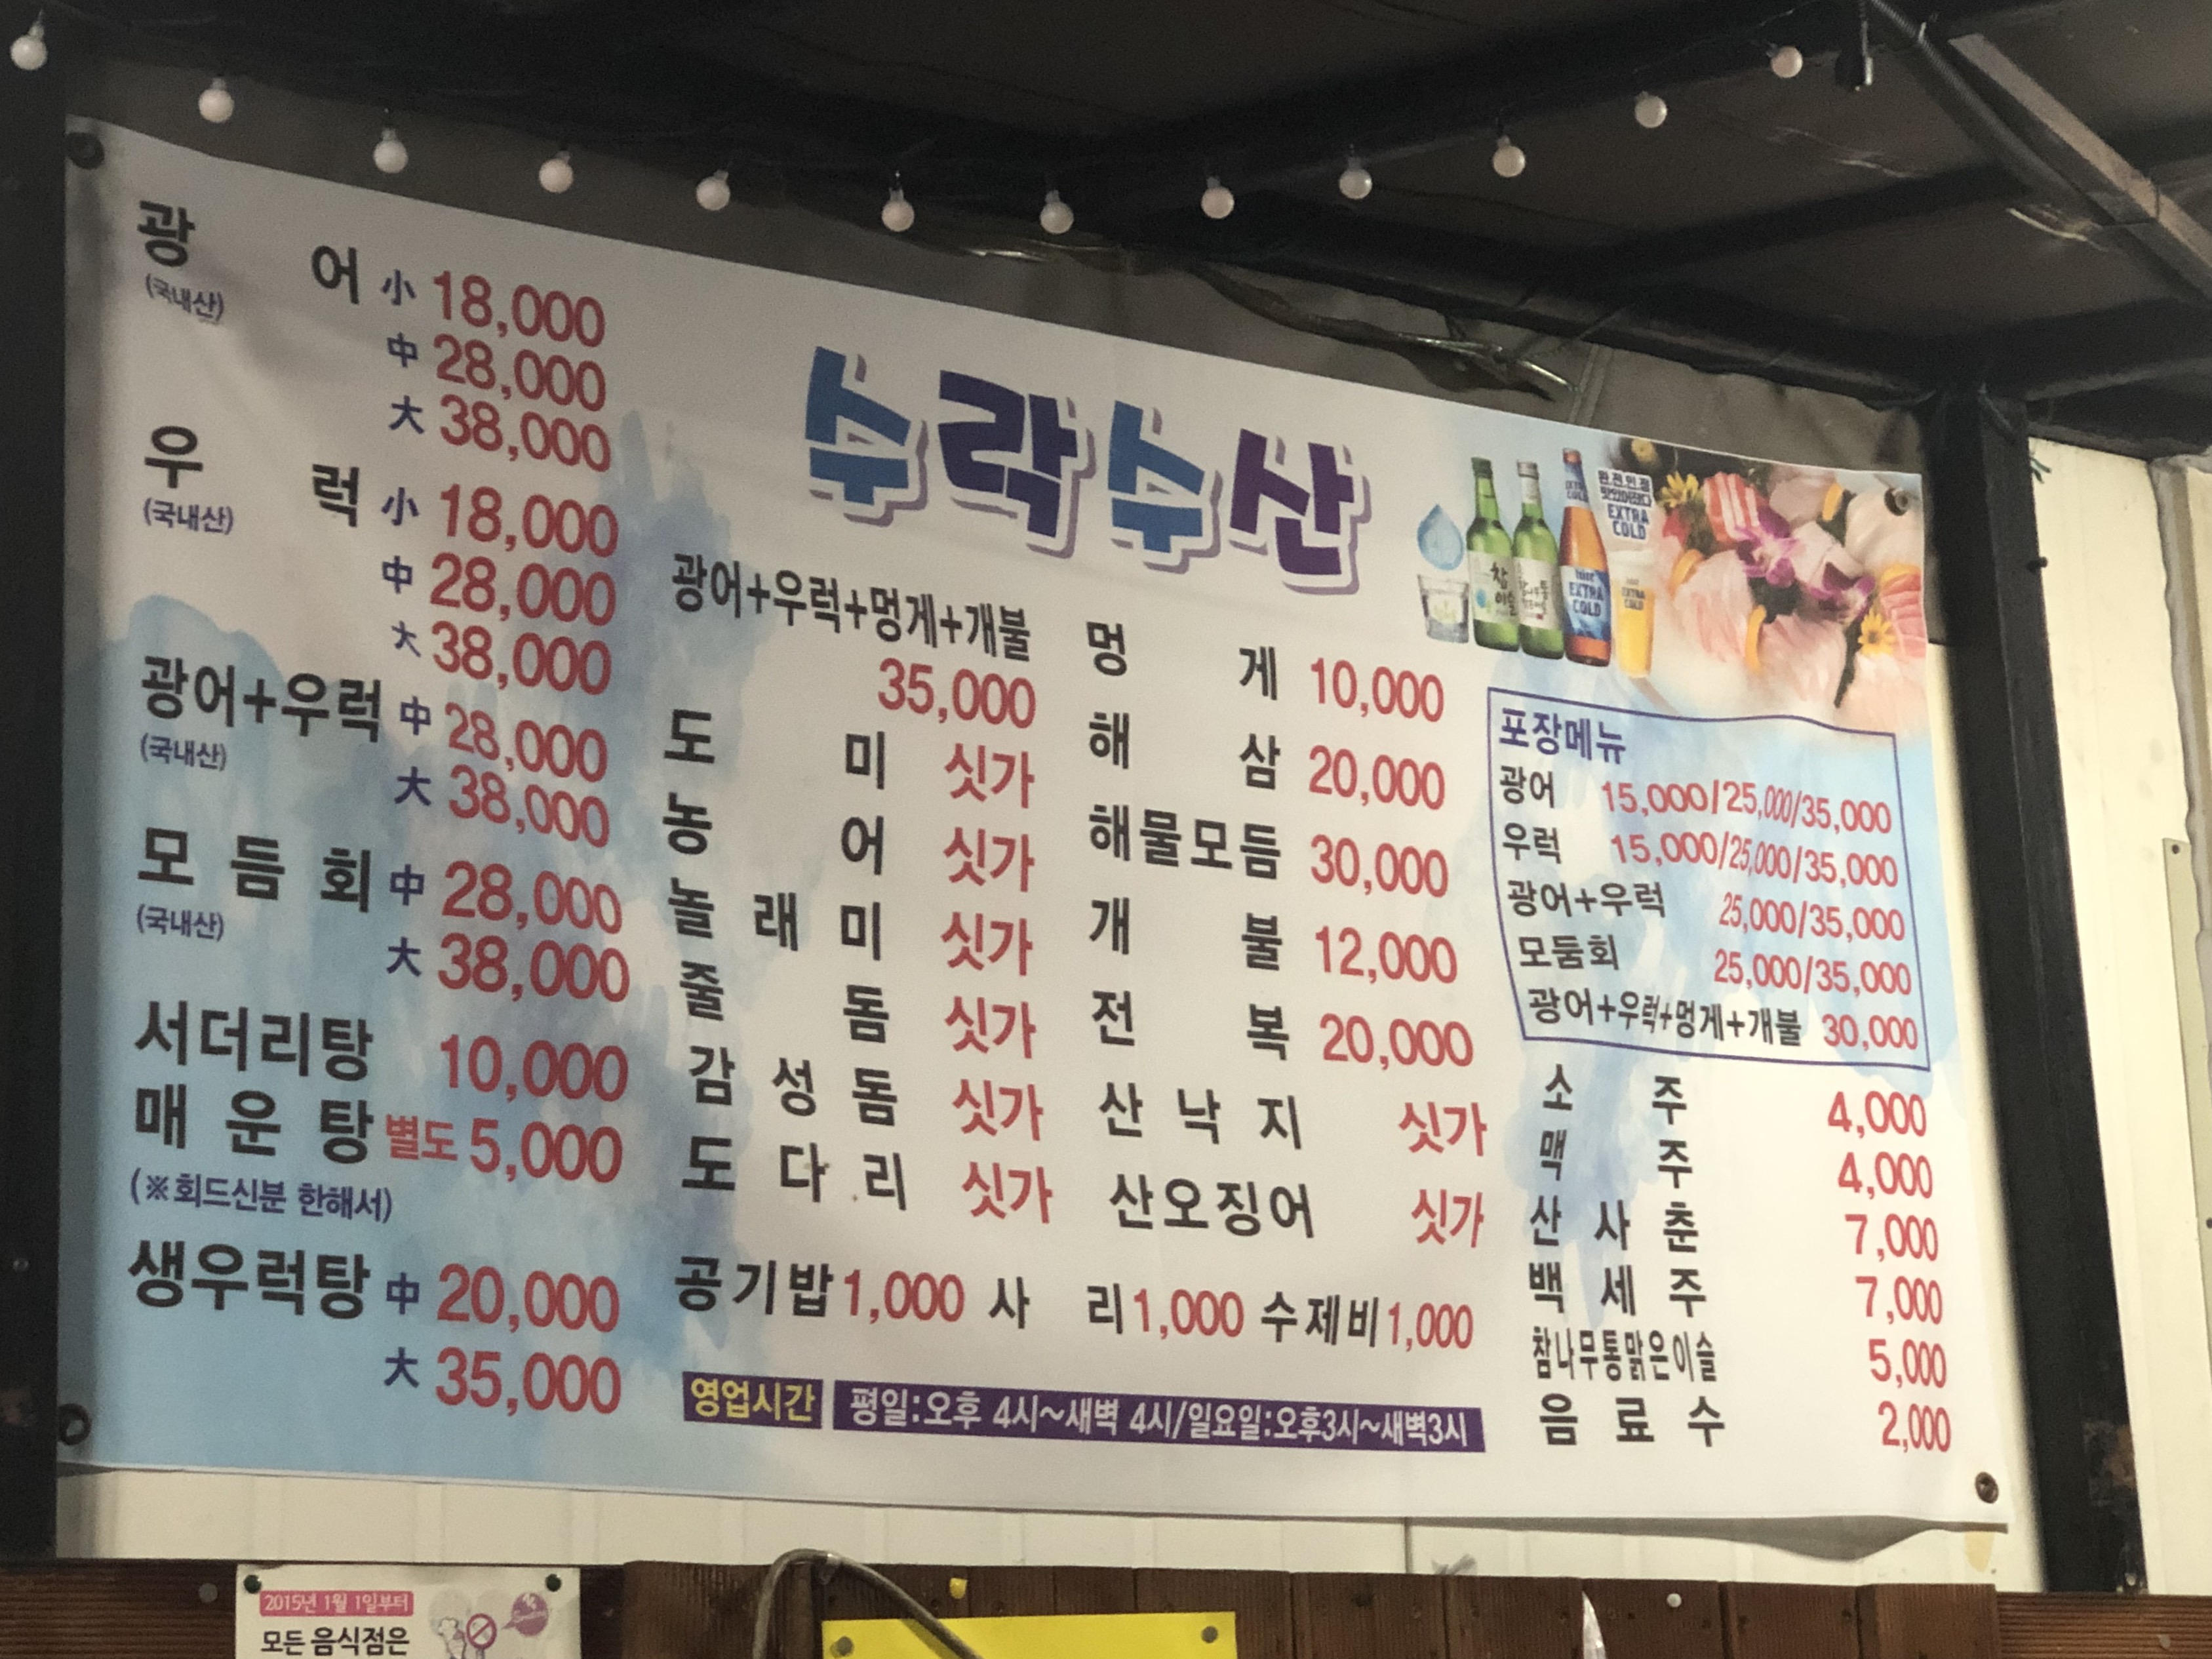 수락수산
광어 小 18,000
(국내산)
中 28,000
大 38,000
우럭 小 18,000
(국내산)
中 28,000
大 38,000
광어+우럭 中 28,000
(국내산)
大 38,000
모듬회 中 28,000
(국내산)
大 38,000
서더리탕 10,000
매운탕 별도 5,000
(※회드신분 한해서)
생우럭탕 中 20,000
大 35,000
광어+우럭+멍게+개불
35,000
도미 싯가
농어 싯가
놀래미 싯가
줄돔 싯가
감성돔 싯가
도다리 싯가
멍게 10,000
해삼 20,000
해물모듬 30,000
개불 12,000
전복 20,000
산낙지 싯가
산오징어 싯가
공기밥 1,000 사리 1,000 수제비 1,000
영업시간 평일:오후 4시~새벽 4시/일요일:오후3시~새벽3시
EXTRA
COLD
참
이슬
EXTRA
COLD
EXTRA
COLD
포장메뉴
광어 15,000/25,000/35,000
우럭 15,000/25,000/35,000
광어+우럭 25,000/35,000
모둠회 25,000/35,000
광어+우럭+멍게+개불 30,000
소주 4,000
맥주 4,000
산사춘 7,000
백세주 7,000
참나무통맑은이슬 5,000
음료수 2,000
2015년 1월 1일부터
모든 음식점은